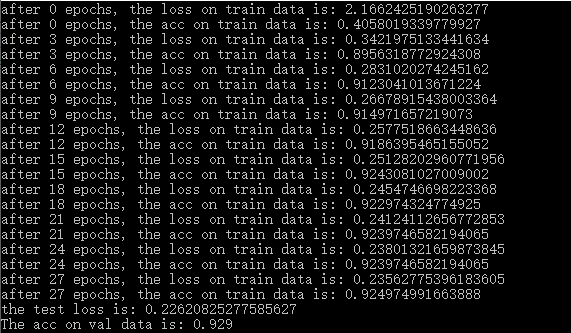 after 0 epochs, the loss on train data is: 2.1662425190263277
after 0 epochs, the acc on train data is: 0.4058019339779927
after 3 epochs, the loss on train data is: 0.3421975133441634
after 3 epochs, the acc on train data is: 0.8956318772924308
after 6 epochs, the loss on train data is: 0.2831020274245162
after 6 epochs, the acc on train data is: 0.9123041013671224
after 9 epochs, the loss on train data is: 0.26678915438003364
after 9 epochs, the acc on train data is: 0.914971657219073
after 12 epochs, the loss on train data is: 0.2577518663448636
after 12 epochs, the acc on train data is: 0.9186395465155052
after 15 epochs, the loss on train data is: 0.25128202960771956
after 15 epochs, the acc on train data is: 0.9243081027009002
after 18 epochs, the loss on train data is: 0.2454746698223368
after 18 epochs, the acc on train data is: 0.922974324774925
after 21 epochs, the loss on train data is: 0.24124112656772853
after 21 epochs, the acc on train data is: 0.9239746582194065
after 24 epochs, the loss on train data is: 0.23801321659873845
after 24 epochs, the acc on train data is: 0.9239746582194065
after 27 epochs, the loss on train data is: 0.23562775396183605
after 27 epochs, the acc on train data is: 0.924974991663888
the test loss is: 0.22620825277585627
The acc on val data is: 0.929